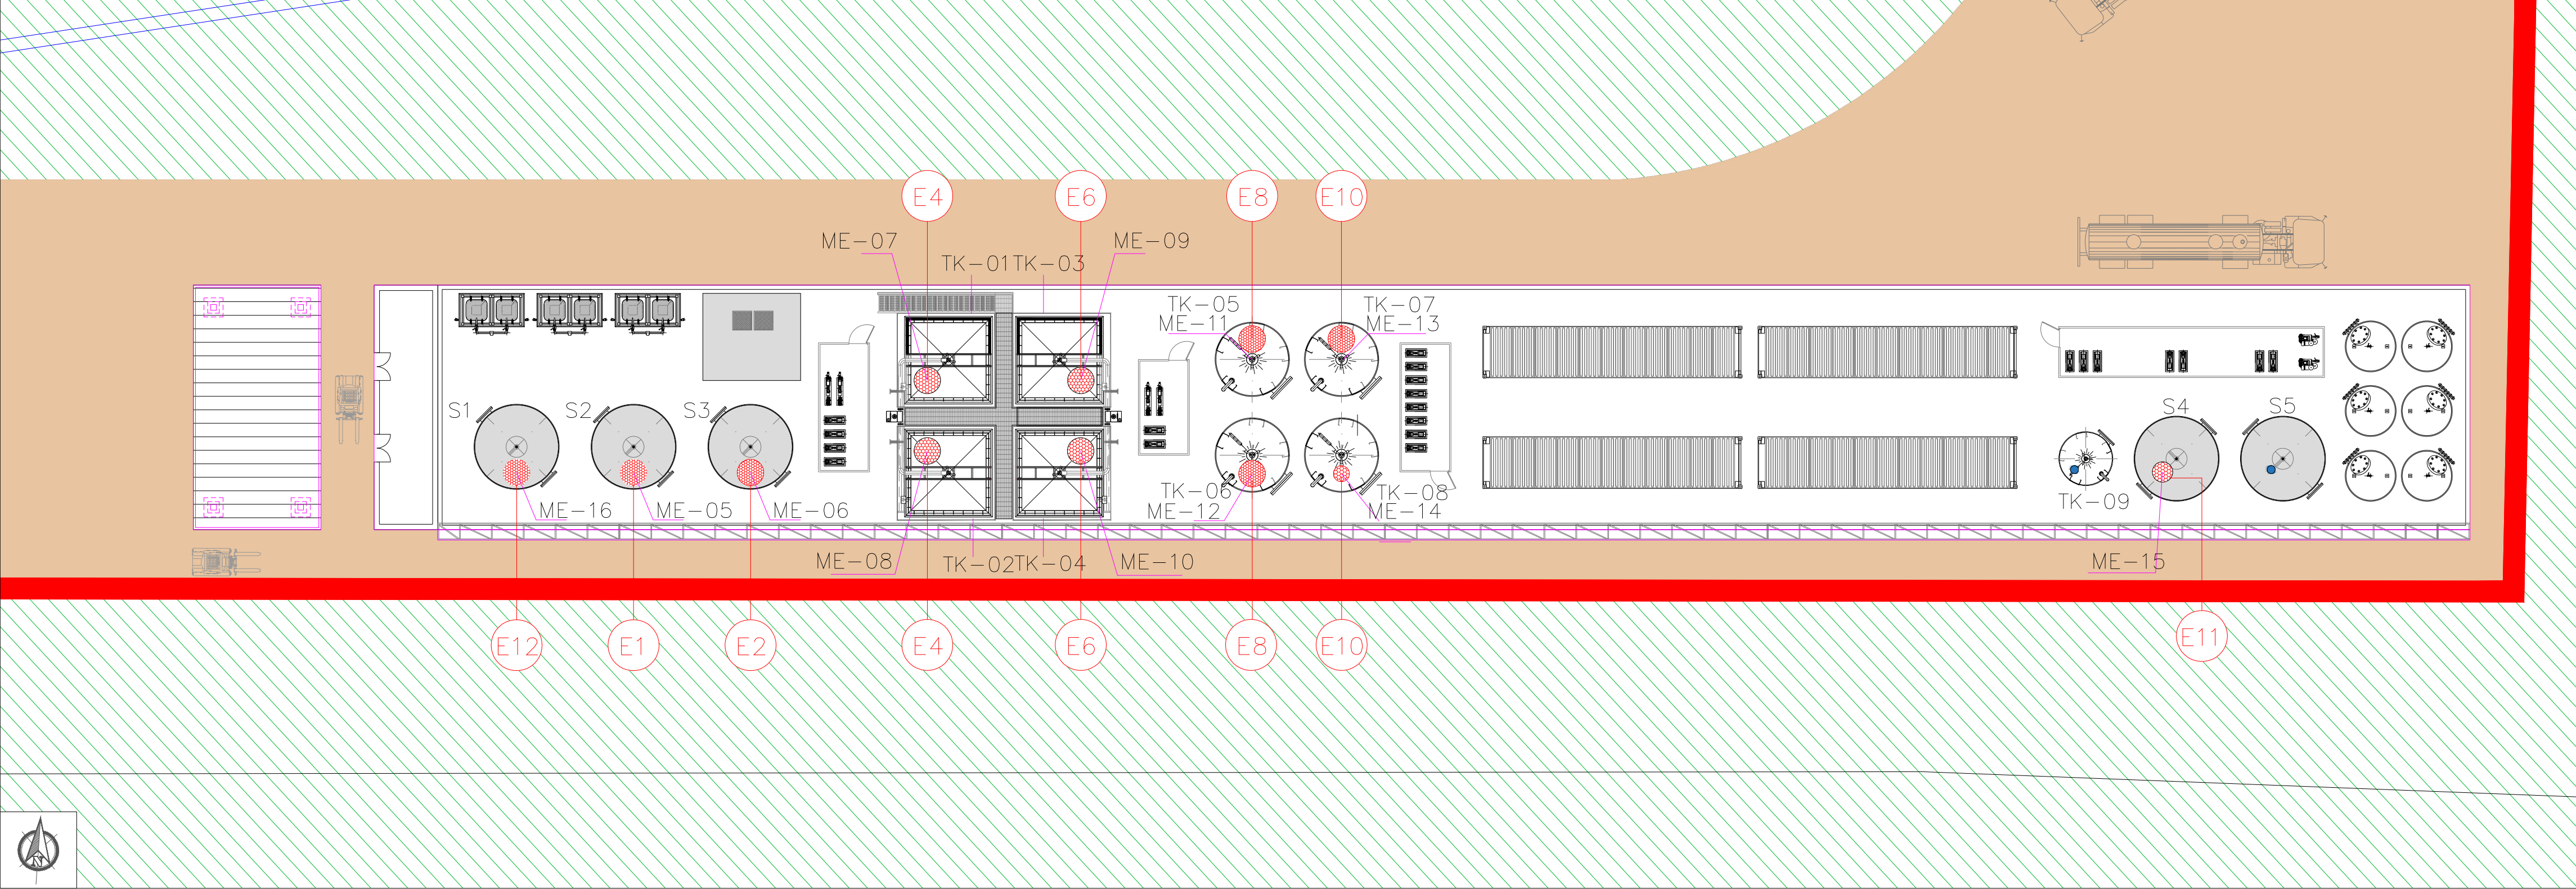 E4
E6
E8
E10
ME-07
ME-09
TK-01
TK-03
TK-05
ME-11
TK-07
ME-13
S1
S2
S3
S4
S5
ME-16
ME-05
ME-06
TK-06
ME-12
TK-08
ME-14
TK-09
ME-08
TK-02
TK-04
ME-10
ME-15
E12
E1
E2
E4
E6
E8
E10
E11
N